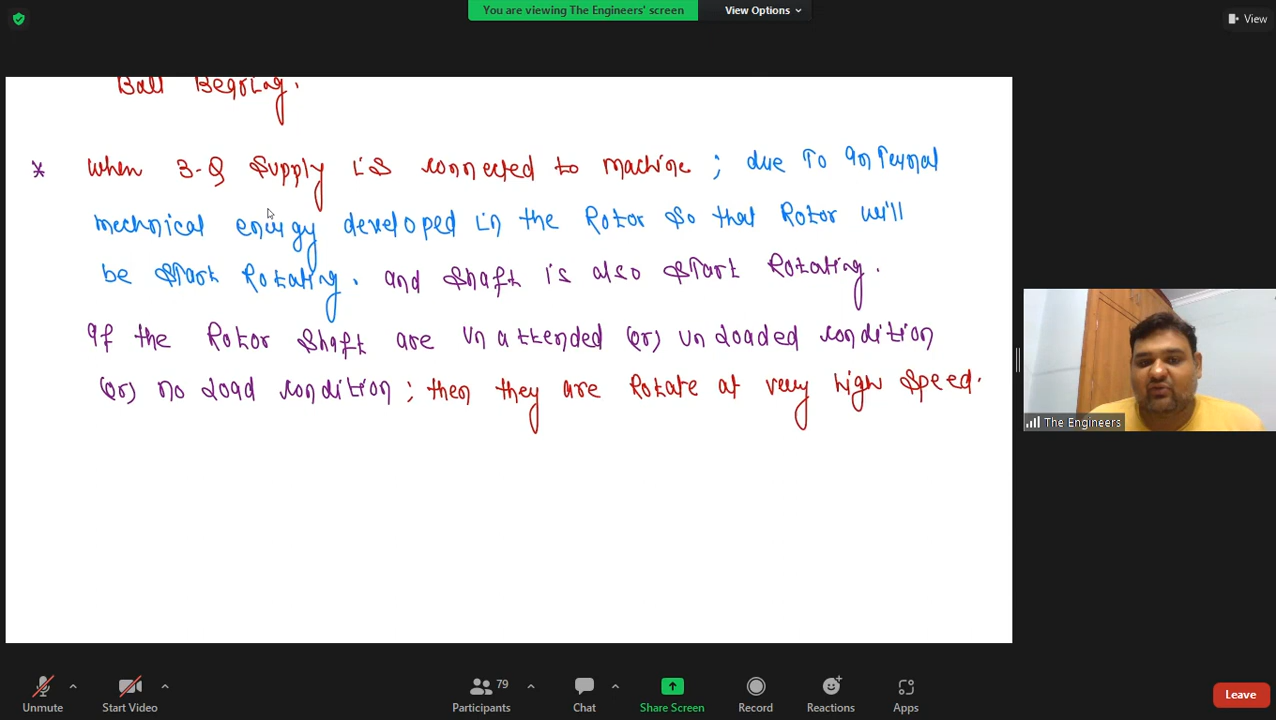 You are viewing The Engineers' screen
View Options
View
Ball Bearing.
* When 3-φ Supply is connected to machine ; due to internal
mechnical energy developed in the Rotor so that Rotor will
be start Rotating. and shaft is also start Rotating.
If the Rotor shaft are unattended (or) unloaded condition
(or) no load condition ; then they are Rotate at very high speed.
The Engineers
Unmute
Start Video
79
Participants
Chat
Share Screen
Record
Reactions
Apps
Leave